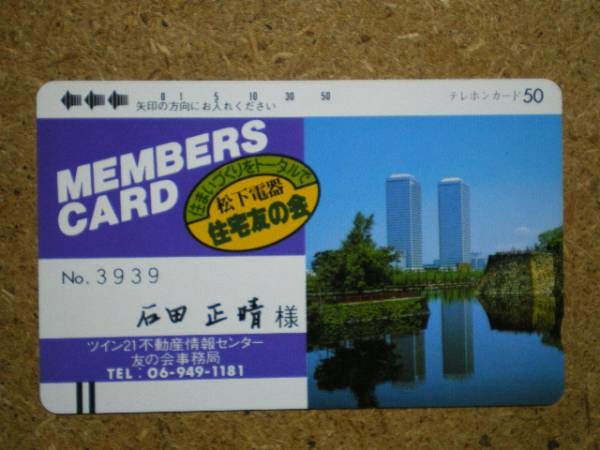 0 1 5 10 30 50
矢印の方向にお入れください
テレホンカード50
MEMBERS
CARD
住まいづくりをトータルで
松下電器
住宅友の会
No. 3939
石田 正晴 様
ツイン21不動産情報センター
友の会事務局
TEL：06-949-1181